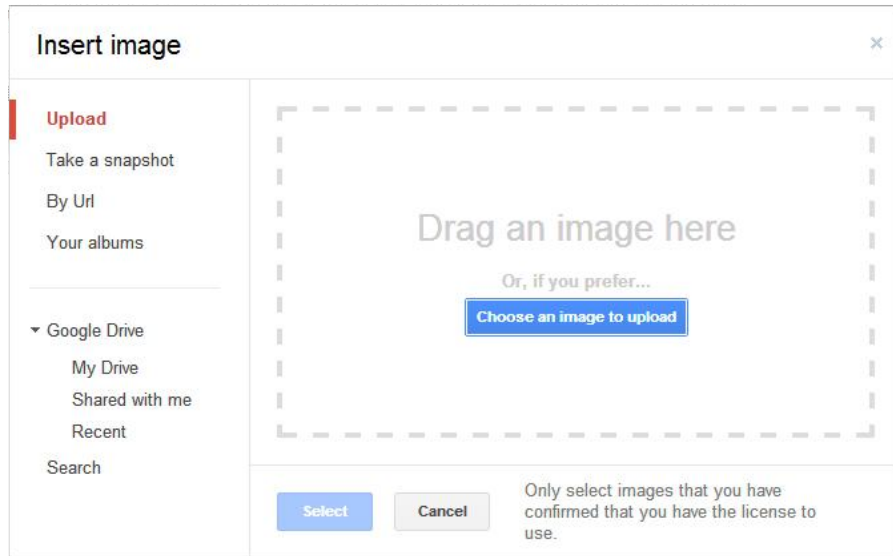 Insert image
×
Upload
Take a snapshot
By Url
Your albums
Google Drive
My Drive
Shared with me
Recent
Search
Drag an image here
Or, if you prefer...
Choose an image to upload
Select
Cancel
Only select images that you have
confirmed that you have the license to
use.